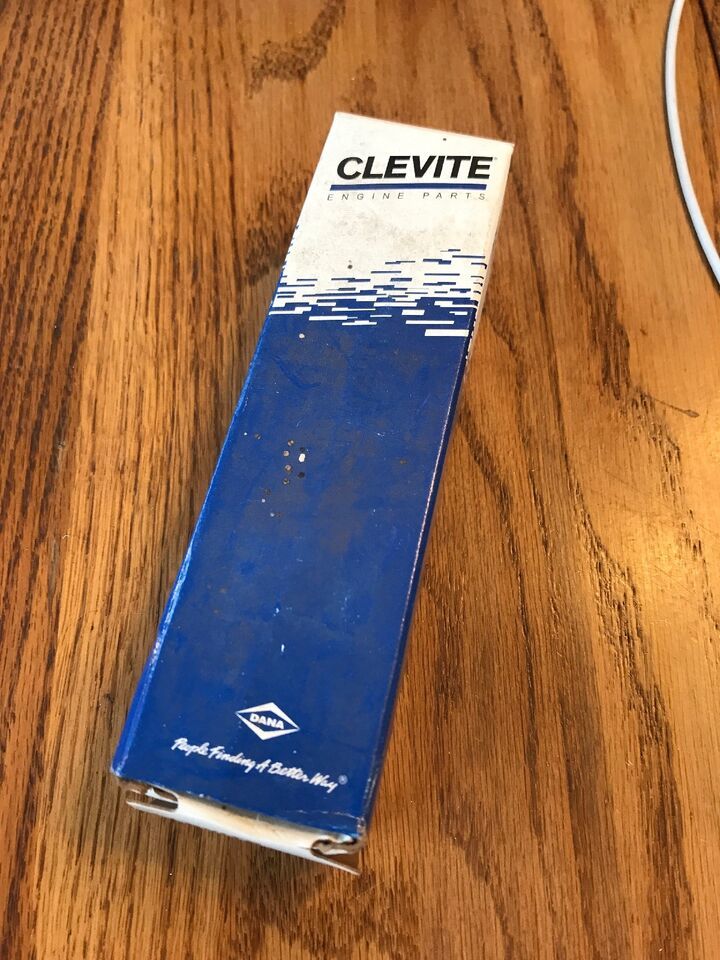 CLEVITE®
ENGINE PARTS
DANA
People Finding A Better Way®